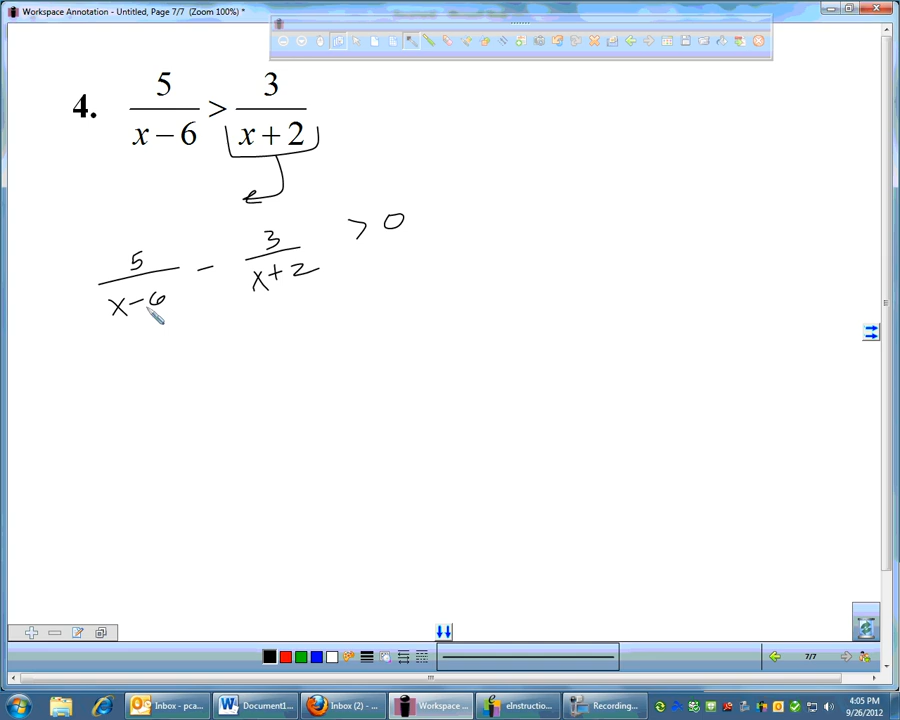 Workspace Annotation - Untitled, Page 7/7 (Zoom 100%) *
4. 5/(x − 6) > 3/(x + 2)
5/(x − 6) − 3/(x + 2) > 0
7/7
Inbox - pca...
Document1...
Inbox (2) - ...
Workspace ...
eInstructio...
Recording...
4:05 PM
9/26/2012